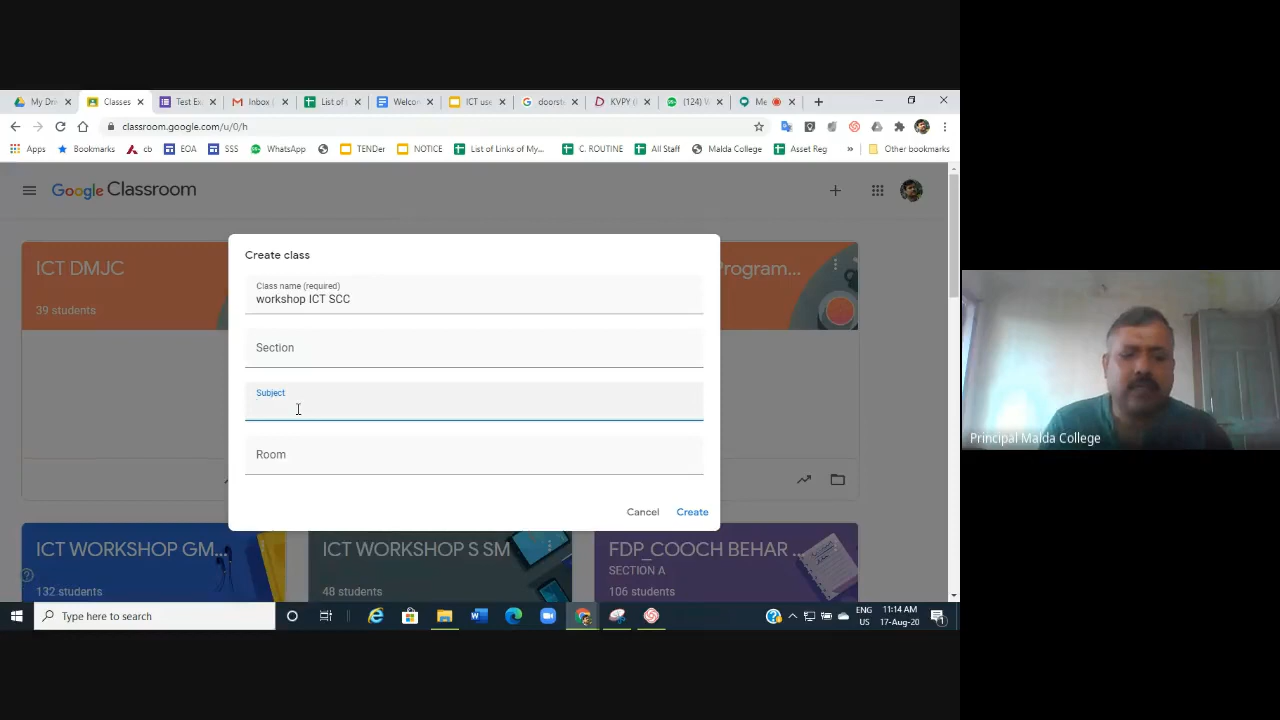 My Dri
Classes
Test Ex
Inbox (
List of
Welco
ICT use
doorst
KVPY (I
(124) W
Me
classroom.google.com/u/0/h
Apps
Bookmarks
cb
EOA
SSS
WhatsApp
TENDer
NOTICE
List of Links of My...
C. ROUTINE
All Staff
Malda College
Asset Reg
»
Other bookmarks
Google Classroom
ICT DMJC
39 students
Program...
Create class
Class name (required)
workshop ICT SCC
Section
Subject
Room
Cancel
Create
ICT WORKSHOP GM...
132 students
ICT WORKSHOP S SM
48 students
FDP_COOCH BEHAR ...
SECTION A
106 students
Principal Malda College
Type here to search
ENG
US
11:14 AM
17-Aug-20
1